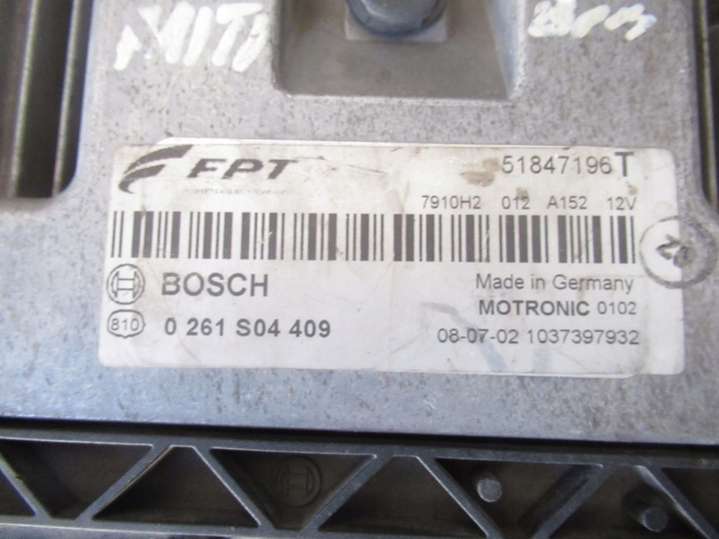 MITO
FPT
51847196T
7910H2 012 A152 12V
BOSCH
Made in Germany
MOTRONIC 0102
810
0 261 S04 409
08-07-02 1037397932